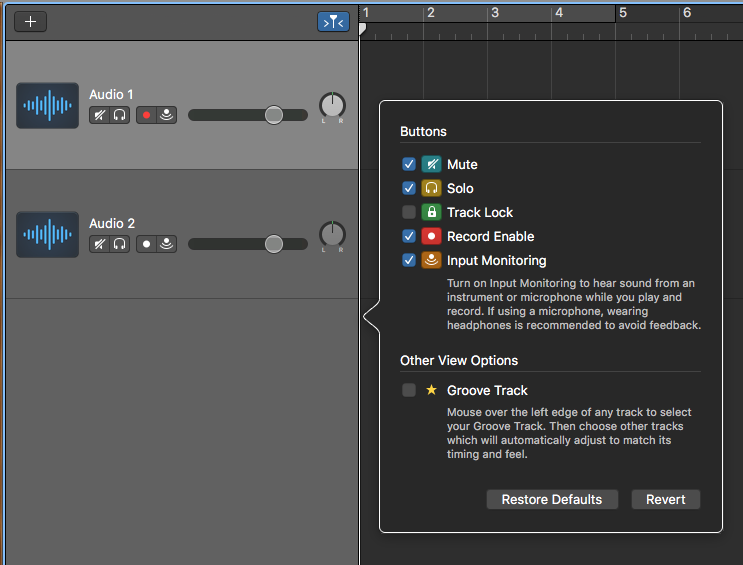 1 2 3 4 5 6
Audio 1
L R
Audio 2
L R
Buttons
Mute
Solo
Track Lock
Record Enable
Input Monitoring
Turn on Input Monitoring to hear sound from an
instrument or microphone while you play and
record. If using a microphone, wearing
headphones is recommended to avoid feedback.
Other View Options
Groove Track
Mouse over the left edge of any track to select
your Groove Track. Then choose other tracks
which will automatically adjust to match its
timing and feel.
Restore Defaults Revert